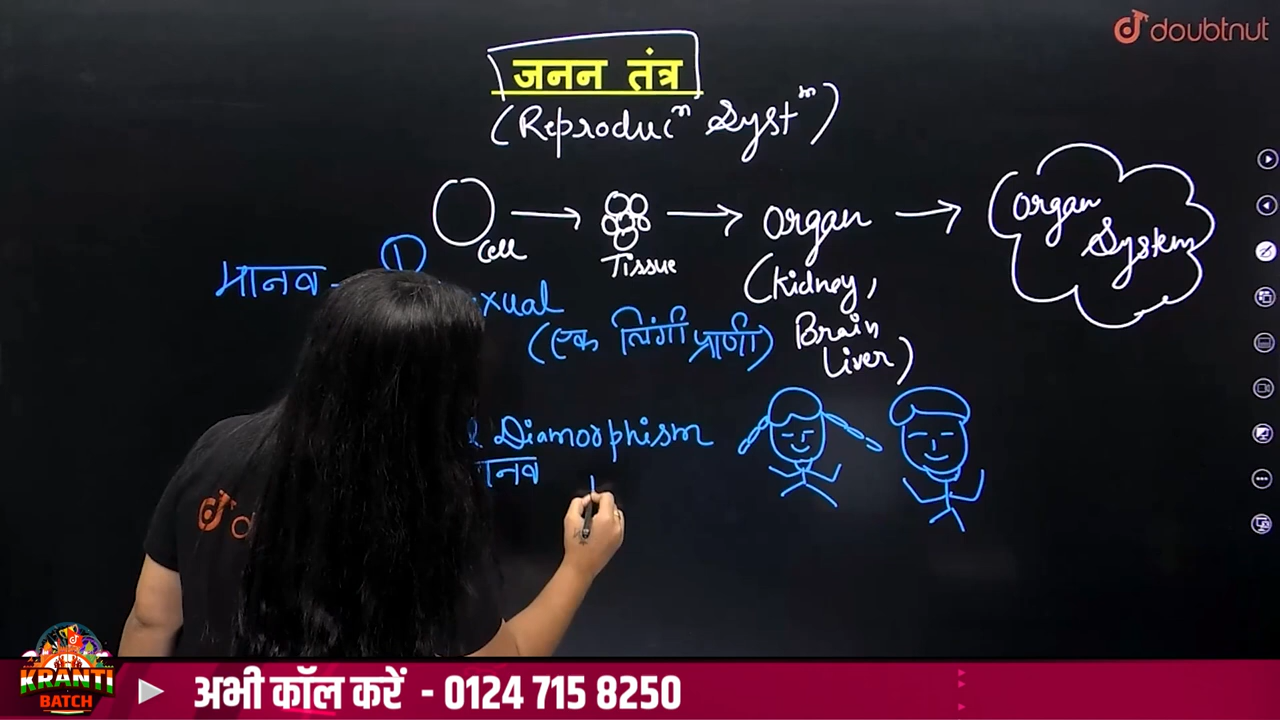 doubtnut
जनन तंत्र
(Reproducⁿ Systᵐ)
Cell
Tissue
Organ
(Kidney,
Brain
Liver)
Organ
System
मानव
①
xual
(एक लिंगी प्राणी)
Diamorphism
मानव
KRANTI
BATCH
अभी कॉल करें - 0124 715 8250